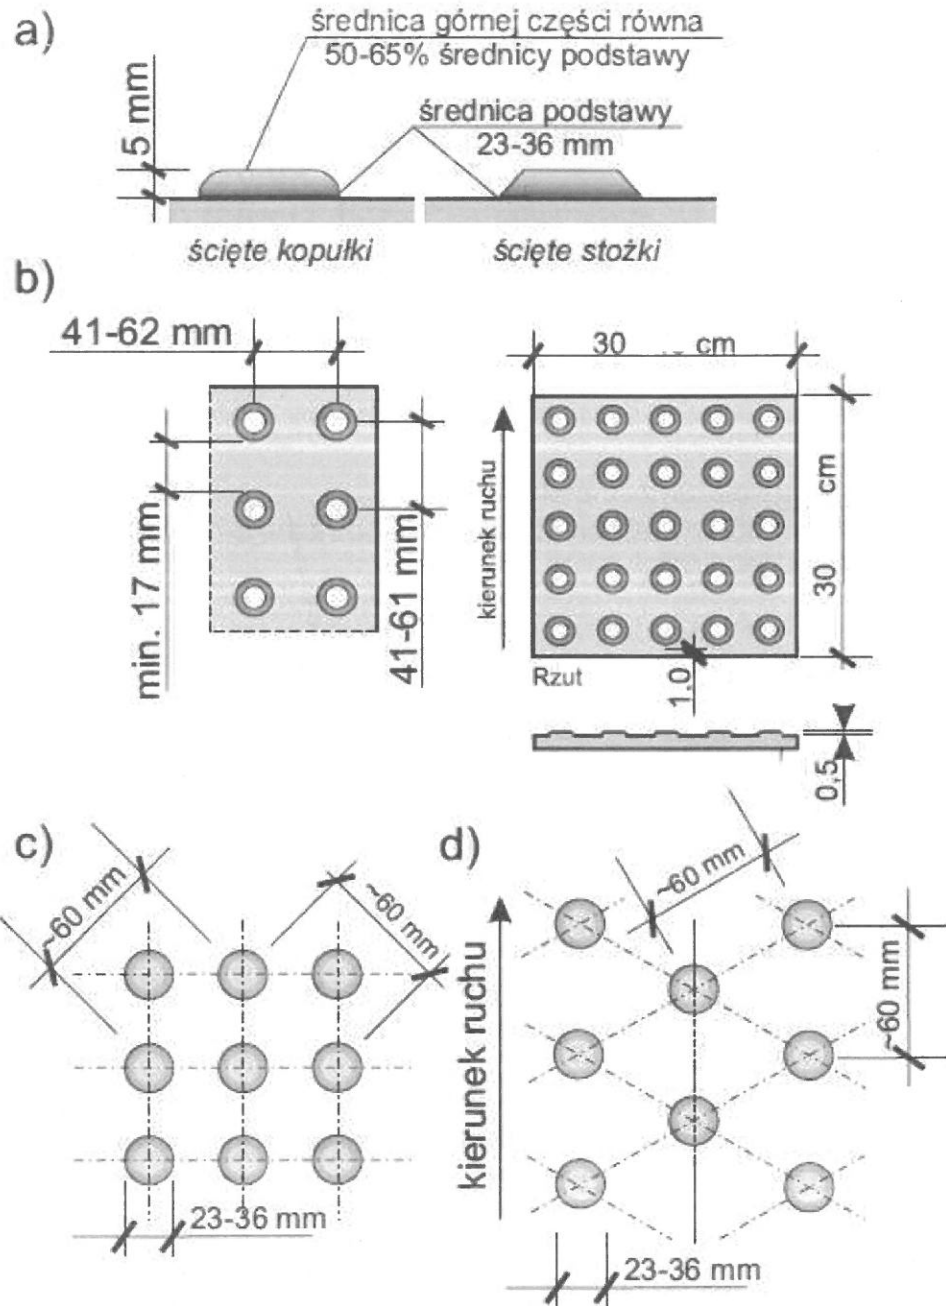 a)
średnica górnej części równa
50-65% średnicy podstawy
5 mm
średnica podstawy
23-36 mm
ścięte kopułki
ścięte stożki
b)
41-62 mm
min. 17 mm
41-61 mm
30 cm
kierunek ruchu
30 cm
Rzut
1.0
0,5
c)
~60 mm
~60 mm
23-36 mm
d)
~60 mm
~60 mm
kierunek ruchu
23-36 mm